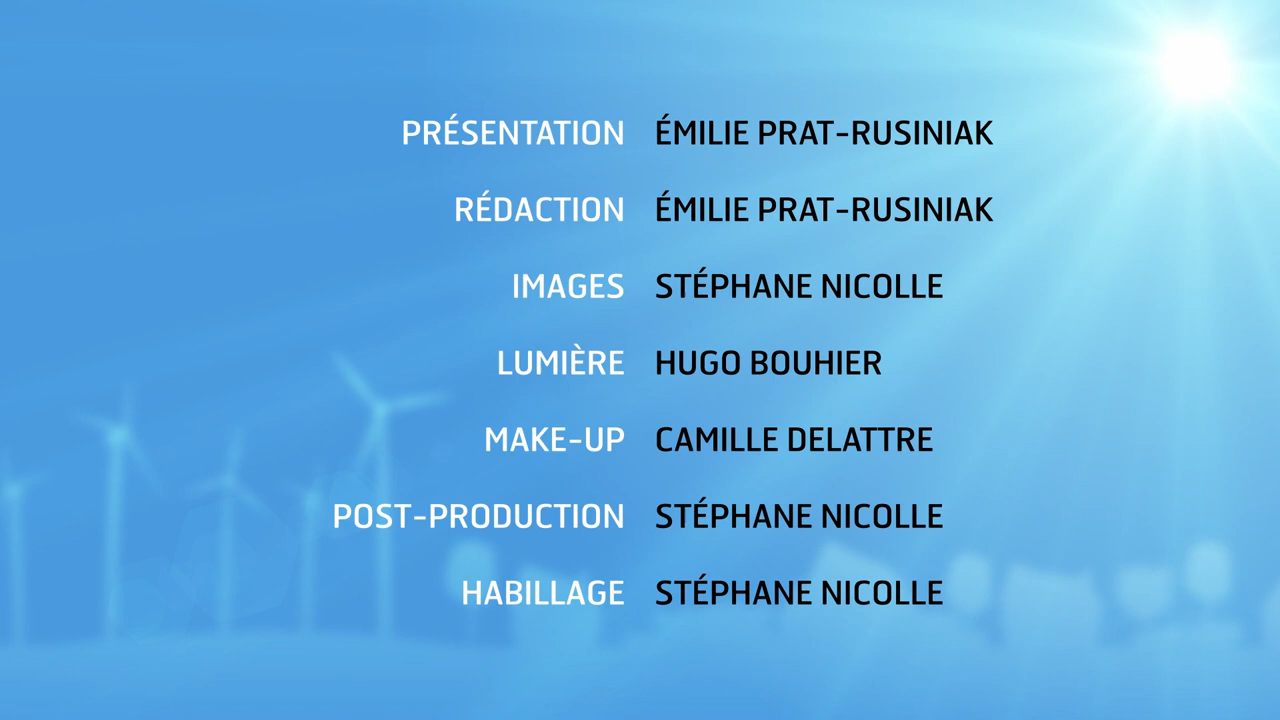 PRÉSENTATION ÉMILIE PRAT-RUSINIAK
RÉDACTION ÉMILIE PRAT-RUSINIAK
IMAGES STÉPHANE NICOLLE
LUMIÈRE HUGO BOUHIER
MAKE-UP CAMILLE DELATTRE
POST-PRODUCTION STÉPHANE NICOLLE
HABILLAGE STÉPHANE NICOLLE